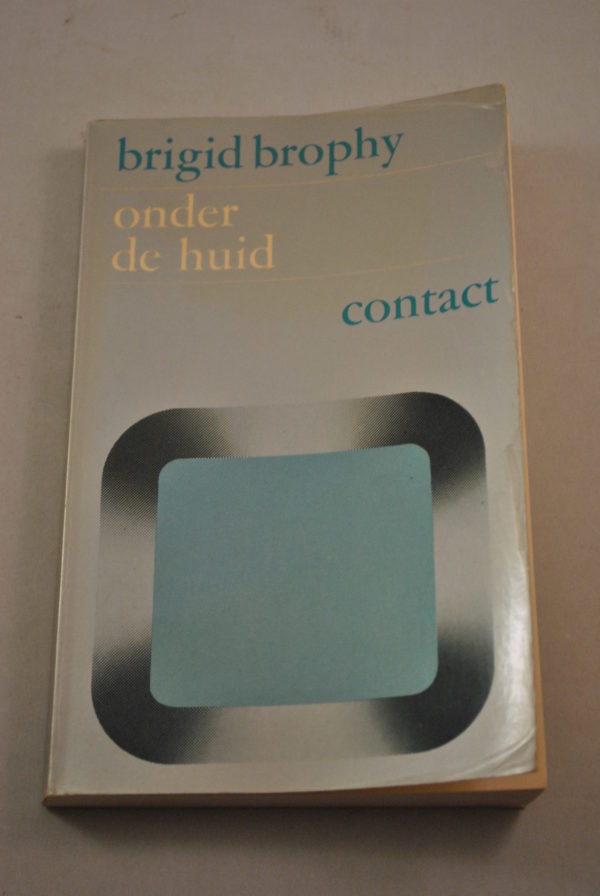 brigid brophy
onder
de huid
contact